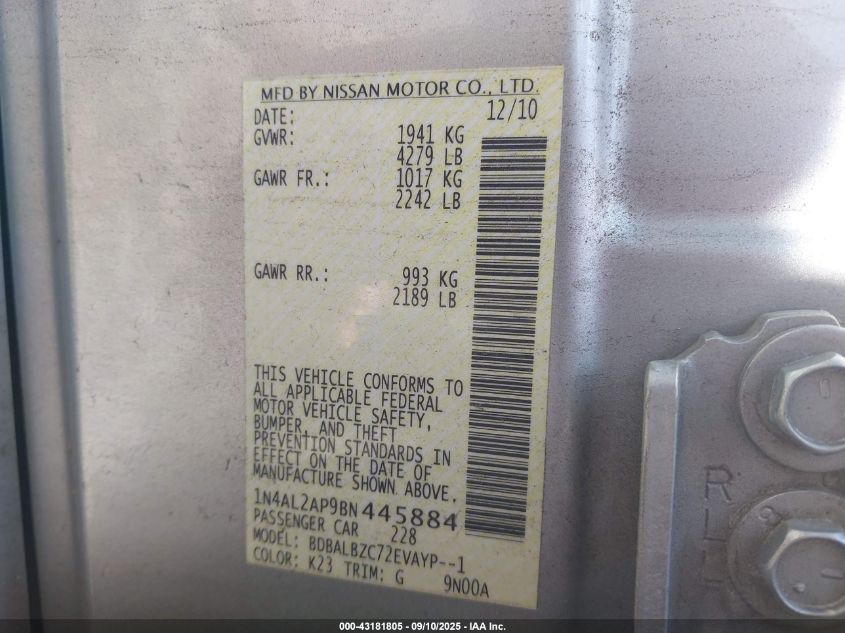 MFD BY NISSAN MOTOR CO., LTD.
DATE: 12/10
GVWR: 1941 KG
4279 LB
GAWR FR.: 1017 KG
2242 LB
GAWR RR.: 993 KG
2189 LB
THIS VEHICLE CONFORMS TO
ALL APPLICABLE FEDERAL
MOTOR VEHICLE SAFETY,
BUMPER, AND THEFT
PREVENTION STANDARDS IN
EFFECT ON THE DATE OF
MANUFACTURE SHOWN ABOVE.
1N4AL2AP9BN445884
PASSENGER CAR 228
MODEL: BDBALBZC72EVAYP--1
COLOR: K23 TRIM: G 9N00A
000-43181805 - 09/10/2025 - IAA Inc.